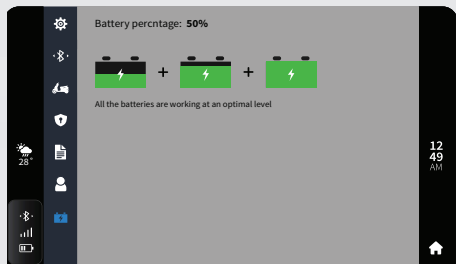 Battery percntage: 50%
All the batteries are working at an optimal level
28°
12
49
AM